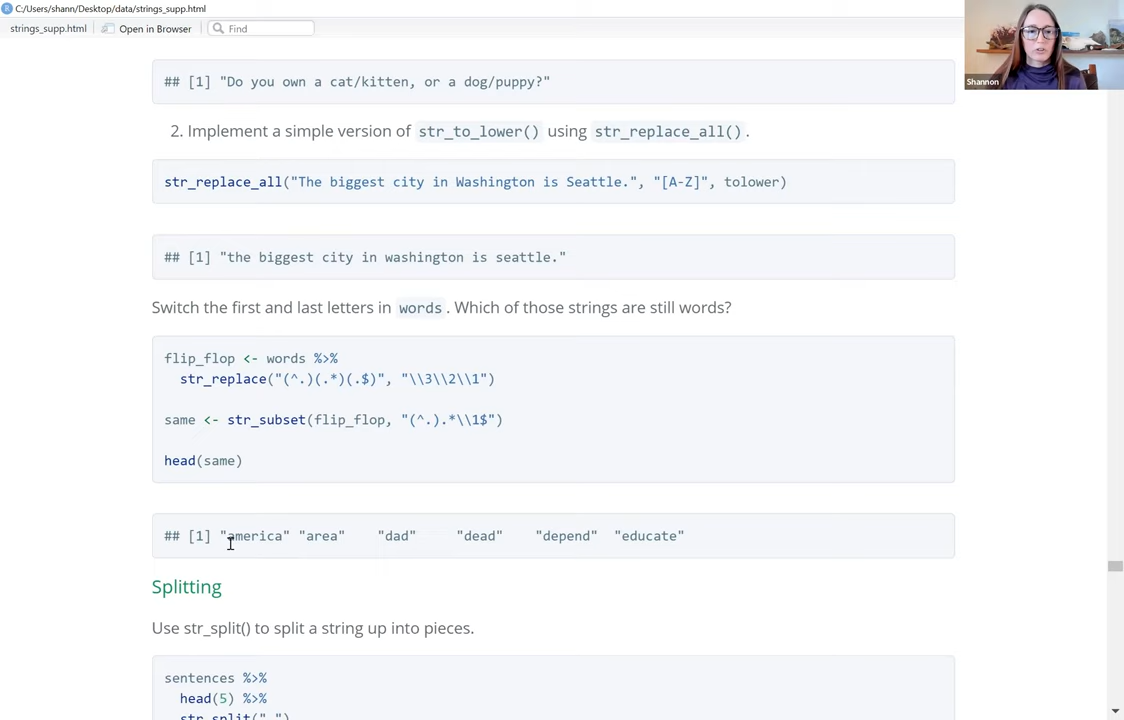 C:/Users/shann/Desktop/data/strings_supp.html
strings_supp.html Open in Browser Find
Shannon
## [1] "Do you own a cat/kitten, or a dog/puppy?"
2. Implement a simple version of str_to_lower() using str_replace_all().
str_replace_all("The biggest city in Washington is Seattle.", "[A-Z]", tolower)
## [1] "the biggest city in washington is seattle."
Switch the first and last letters in words. Which of those strings are still words?
flip_flop <- words %>%
str_replace("(^.)(.*)(.$)", "\\3\\2\\1")
same <- str_subset(flip_flop, "(^.).*\\1$")
head(same)
## [1] "america" "area" "dad" "dead" "depend" "educate"
Splitting
Use str_split() to split a string up into pieces.
sentences %>%
head(5) %>%
str_split(" ")